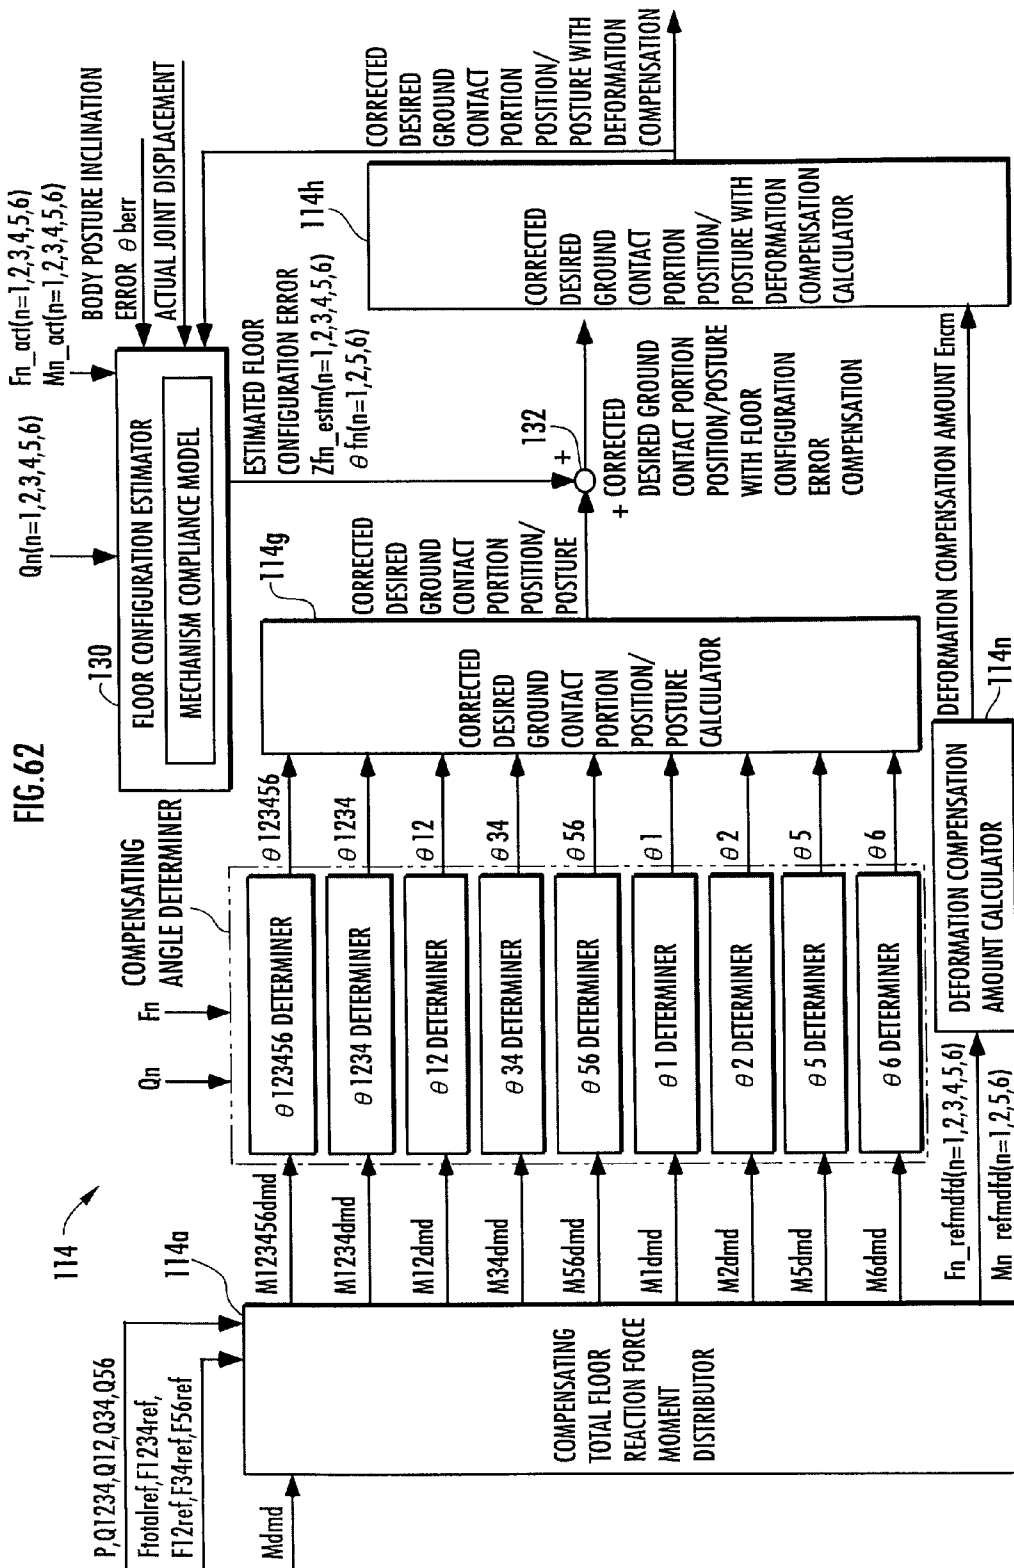 FIG.62
114
P,Q1234,Q12,Q34,Q56
Ftotalref,F1234ref,
F12ref,F34ref,F56ref
Mdmd
114a
COMPENSATING
TOTAL FLOOR
REACTION FORCE
MOMENT
DISTRIBUTOR
M123456dmd
M1234dmd
M12dmd
M34dmd
M56dmd
M1dmd
M2dmd
M5dmd
M6dmd
Fn_refmdfd(n=1,2,3,4,5,6)
Mn_refmdfd(n=1,2,5,6)
Qn
Fn
COMPENSATING
ANGLE DETERMINER
θ123456 DETERMINER
θ1234 DETERMINER
θ12 DETERMINER
θ34 DETERMINER
θ56 DETERMINER
θ1 DETERMINER
θ2 DETERMINER
θ5 DETERMINER
θ6 DETERMINER
θ123456
θ1234
θ12
θ34
θ56
θ1
θ2
θ5
θ6
DEFORMATION COMPENSATION
AMOUNT CALCULATOR
114n
DEFORMATION COMPENSATION AMOUNT Encm
114g
CORRECTED
DESIRED
GROUND
CONTACT
PORTION
POSITION/
POSTURE
CALCULATOR
CORRECTED
DESIRED
GROUND
CONTACT
PORTION
POSITION/
POSTURE
130
FLOOR CONFIGURATION ESTIMATOR
MECHANISM COMPLIANCE MODEL
Qn(n=1,2,3,4,5,6)
Fn_act(n=1,2,3,4,5,6)
Mn_act(n=1,2,3,4,5,6)
BODY POSTURE INCLINATION
ERROR θberr
ACTUAL JOINT DISPLACEMENT
ESTIMATED FLOOR
CONFIGURATION ERROR
Zfn_estm(n=1,2,3,4,5,6)
θfn(n=1,2,5,6)
+
132
+
CORRECTED
DESIRED GROUND
CONTACT PORTION
POSITION/POSTURE
WITH FLOOR
CONFIGURATION
ERROR
COMPENSATION
114h
CORRECTED
DESIRED
GROUND
CONTACT
PORTION
POSITION/
POSTURE WITH
DEFORMATION
COMPENSATION
CALCULATOR
CORRECTED
DESIRED
GROUND
CONTACT
PORTION
POSITION/
POSTURE WITH
DEFORMATION
COMPENSATION